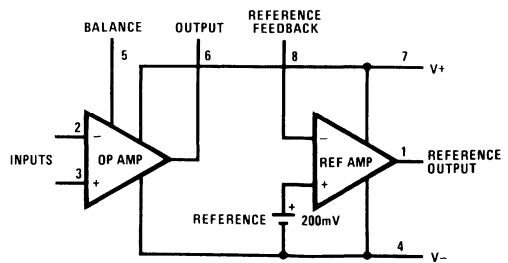 BALANCE OUTPUT REFERENCE
FEEDBACK
5 6 8 7 V+
2 −
INPUTS OP AMP
3 +
− REF AMP 1 REFERENCE
OUTPUT
+
REFERENCE + 200mV
4 V−